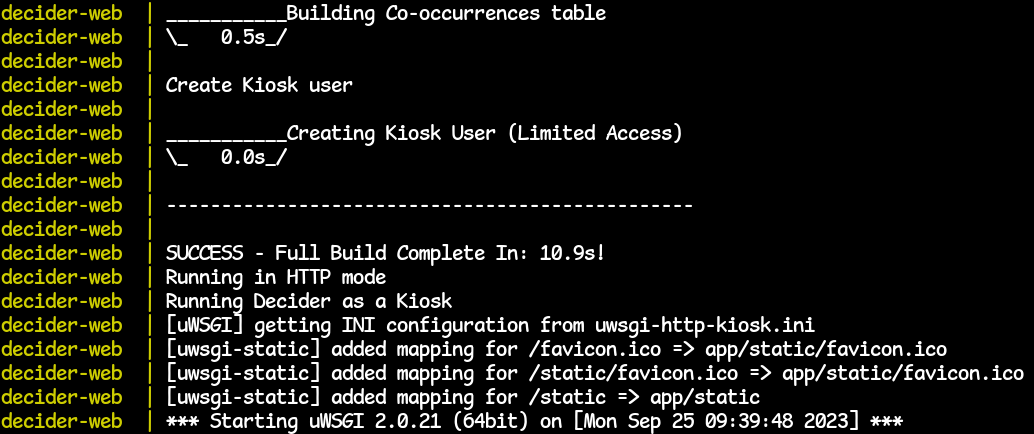 decider-web  | ___________Building Co-occurrences table
decider-web  | \_   0.5s_/
decider-web  |
decider-web  | Create Kiosk user
decider-web  |
decider-web  | ___________Creating Kiosk User (Limited Access)
decider-web  | \_   0.0s_/
decider-web  |
decider-web  | ------------------------------------------------
decider-web  |
decider-web  | SUCCESS - Full Build Complete In: 10.9s!
decider-web  | Running in HTTP mode
decider-web  | Running Decider as a Kiosk
decider-web  | [uWSGI] getting INI configuration from uwsgi-http-kiosk.ini
decider-web  | [uwsgi-static] added mapping for /favicon.ico => app/static/favicon.ico
decider-web  | [uwsgi-static] added mapping for /static/favicon.ico => app/static/favicon.ico
decider-web  | [uwsgi-static] added mapping for /static => app/static
decider-web  | *** Starting uWSGI 2.0.21 (64bit) on [Mon Sep 25 09:39:48 2023] ***